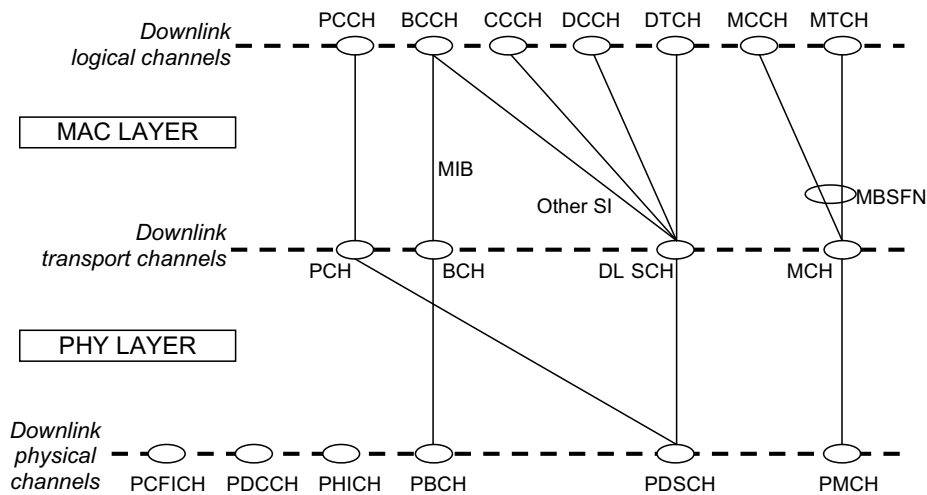 PCCH BCCH CCCH DCCH DTCH MCCH MTCH
Downlink
logical channels
MAC LAYER
MIB
Other SI
MBSFN
Downlink
transport channels
PCH BCH DL SCH MCH
PHY LAYER
Downlink
physical
channels
PCFICH PDCCH PHICH PBCH PDSCH PMCH